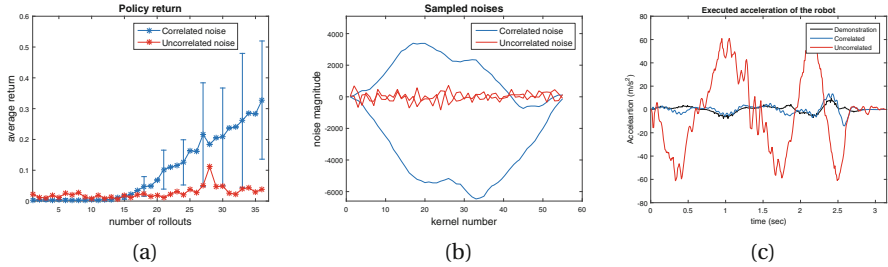 Policy return
0.6
0.5
0.4
0.3
0.2
0.1
0
5
10
15
20
25
30
35
average return
number of rollouts
Correlated noise
Uncorrelated noise
(a)
Sampled noises
4000
2000
0
-2000
-4000
6000
0
10
20
30
40
50
60
noise magnitude
kernel number
Correlated noise
Uncorrelated noise
(b)
Executed acceleration of the robot
80
60
40
20
0
-20
-40
-60
-80
0
0.5
1
1.5
2
2.5
3
Acceleration (m/s²)
time (sec)
Demonstration
Correlated
Uncorrelated
(c)